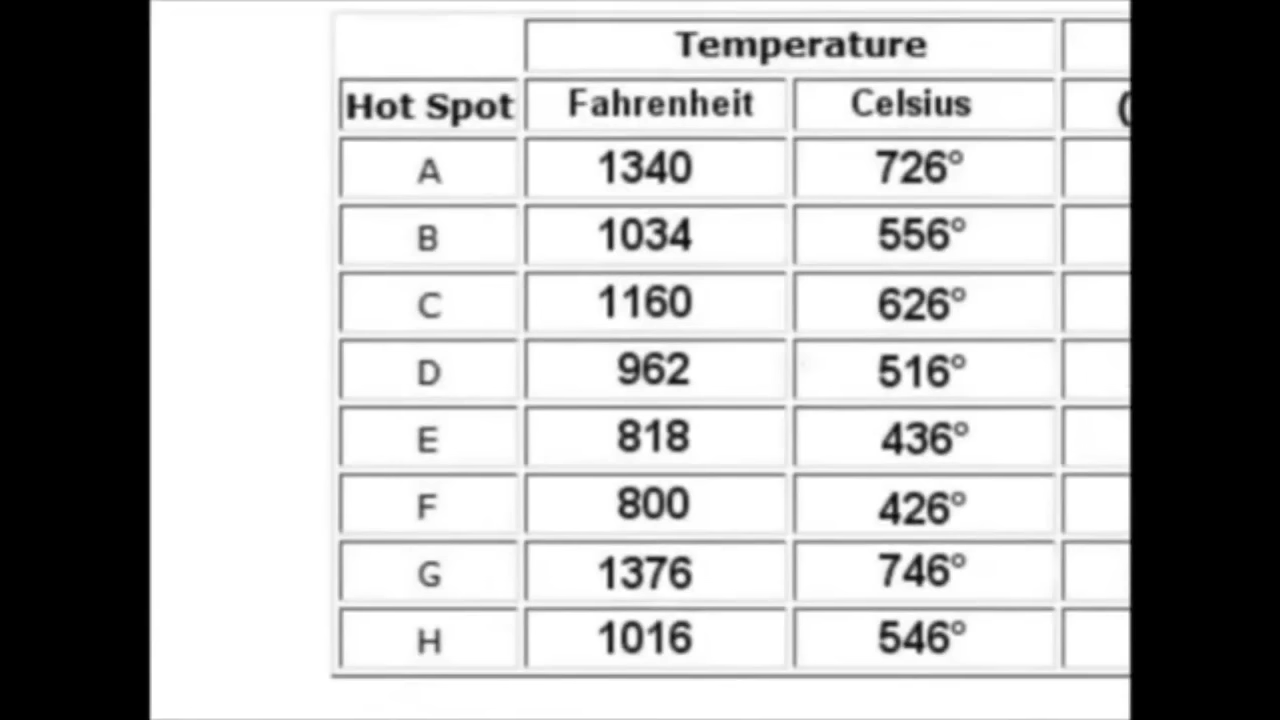 Temperature
Hot Spot Fahrenheit Celsius (
A 1340 726°
B 1034 556°
C 1160 626°
D 962 516°
E 818 436°
F 800 426°
G 1376 746°
H 1016 546°